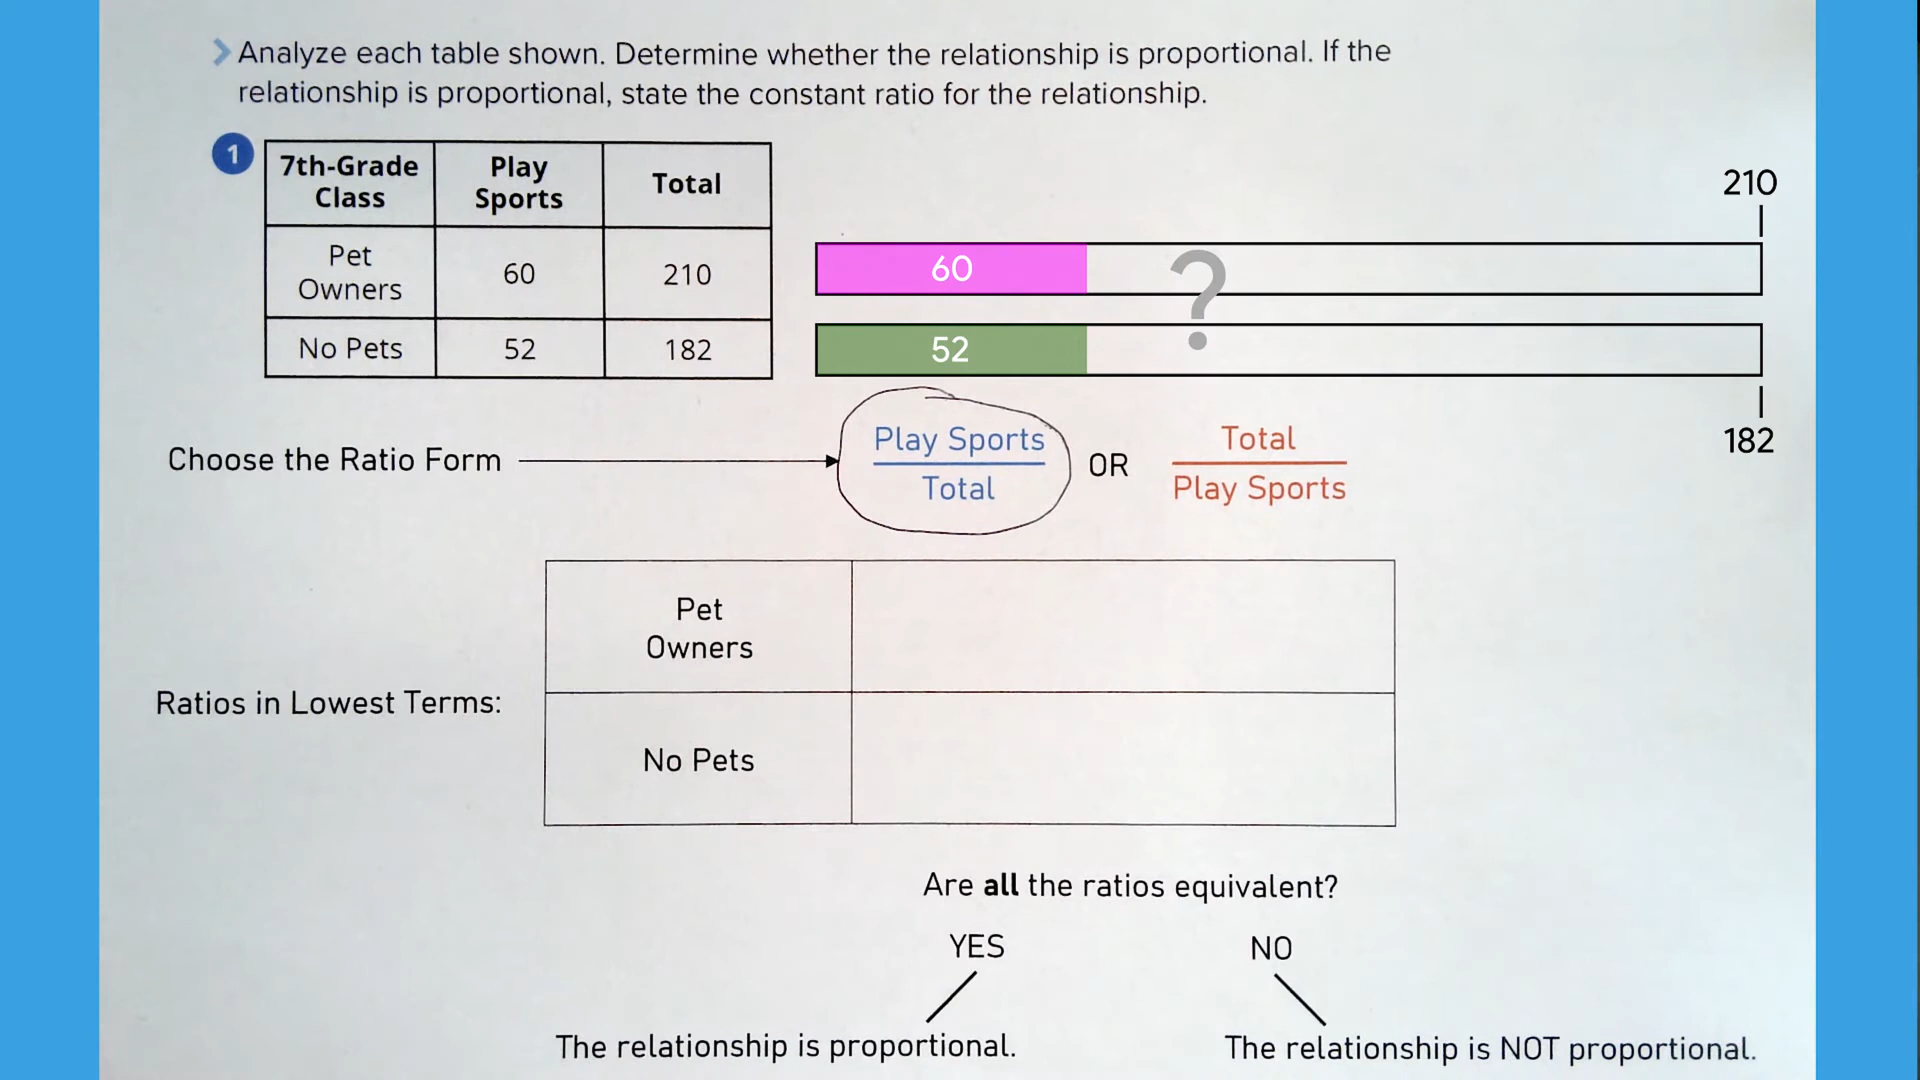 Analyze each table shown. Determine whether the relationship is proportional. If the
relationship is proportional, state the constant ratio for the relationship.
1
7th-Grade Class
Play Sports
Total
Pet Owners
60
210
No Pets
52
182
210
60
?
52
182
Choose the Ratio Form
Play Sports
Total
OR
Total
Play Sports
Ratios in Lowest Terms:
Pet
Owners
No Pets
Are all the ratios equivalent?
YES
NO
The relationship is proportional.
The relationship is NOT proportional.